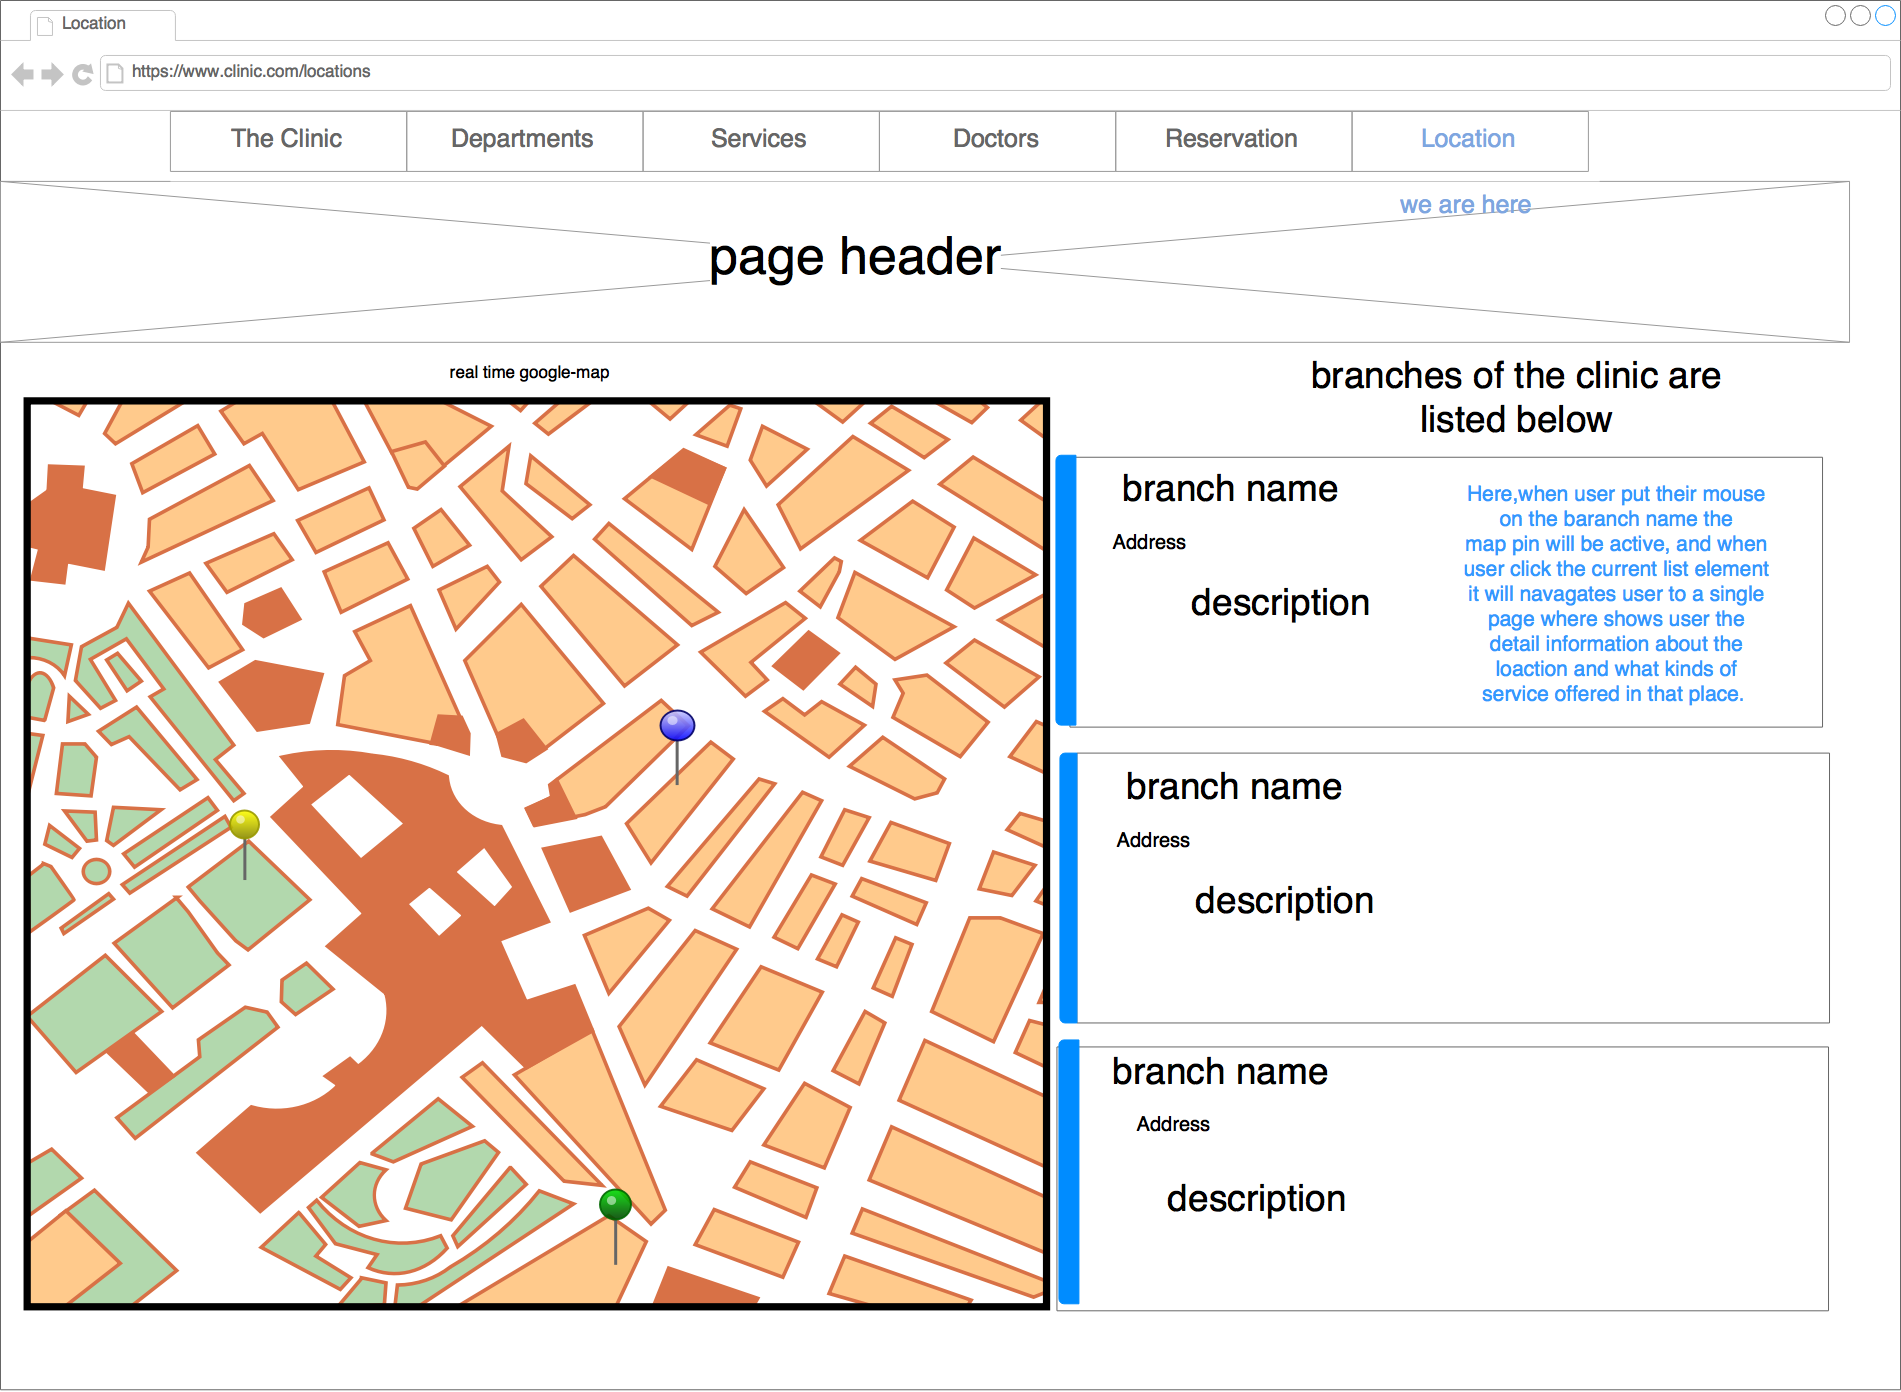 Location
https://www.clinic.com/locations
The Clinic
Departments
Services
Doctors
Reservation
Location
we are here
page header
real time google-map
branches of the clinic are
listed below
branch name
Address
description
Here,when user put their mouse
on the baranch name the
map pin will be active, and when
user click the current list element
it will navagates user to a single
page where shows user the
detail information about the
loaction and what kinds of
service offered in that place.
branch name
Address
description
branch name
Address
description